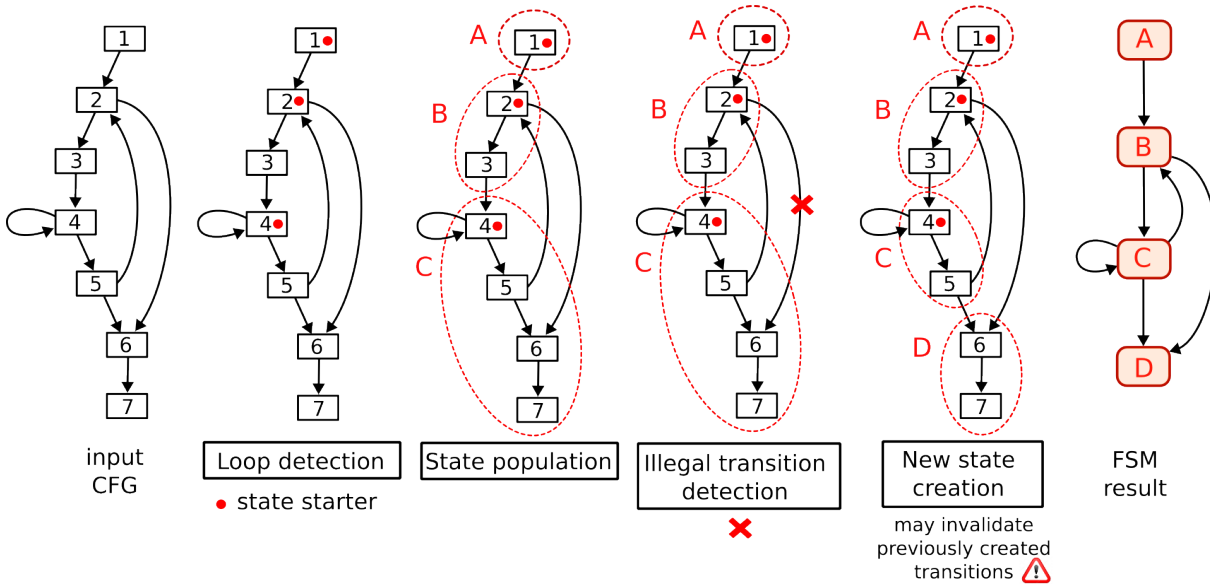 1
2
3
4
5
6
7
input
CFG
1
2
3
4
5
6
7
Loop detection
state starter
A
1
B
2
3
4
C
5
6
7
State population
A
1
B
2
3
4
C
5
6
7
Illegal transition
detection
A
1
B
2
3
4
C
5
D
6
7
New state
creation
may invalidate
previously created
transitions
A
B
C
D
FSM
result